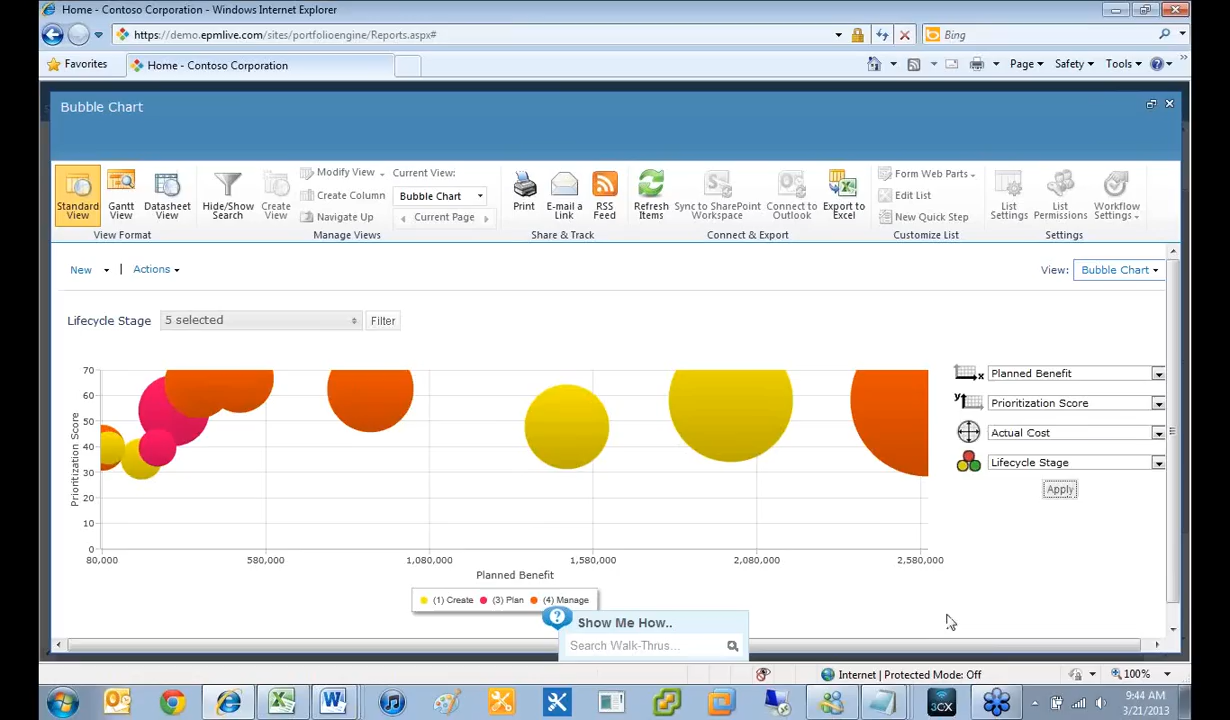 Home - Contoso Corporation - Windows Internet Explorer
https://demo.epmlive.com/sites/portfolioengine/Reports.aspx#
Bing
Favorites
Home - Contoso Corporation
Page
Safety
Tools
Bubble Chart
Standard View
Gantt View
Datasheet View
View Format
Hide/Show Search
Create View
Modify View
Create Column
Navigate Up
Current View:
Bubble Chart
Current Page
Manage Views
Print
E-mail a Link
RSS Feed
Share & Track
Refresh Items
Sync to SharePoint Workspace
Connect to Outlook
Export to Excel
Connect & Export
Form Web Parts
Edit List
New Quick Step
Customize List
List Settings
List Permissions
Workflow Settings
Settings
New | Actions
View: Bubble Chart
Lifecycle Stage 5 selected Filter
70
60
50
40
30
20
10
0
Prioritization Score
80,000 580,000 1,080,000 1,580,000 2,080,000 2,580,000
Planned Benefit
(1) Create (3) Plan (4) Manage
x Planned Benefit
y Prioritization Score
Actual Cost
Lifecycle Stage
Apply
Show Me How..
Search Walk-Thrus...
Internet | Protected Mode: Off
100%
3CX
9:44 AM
3/21/2013